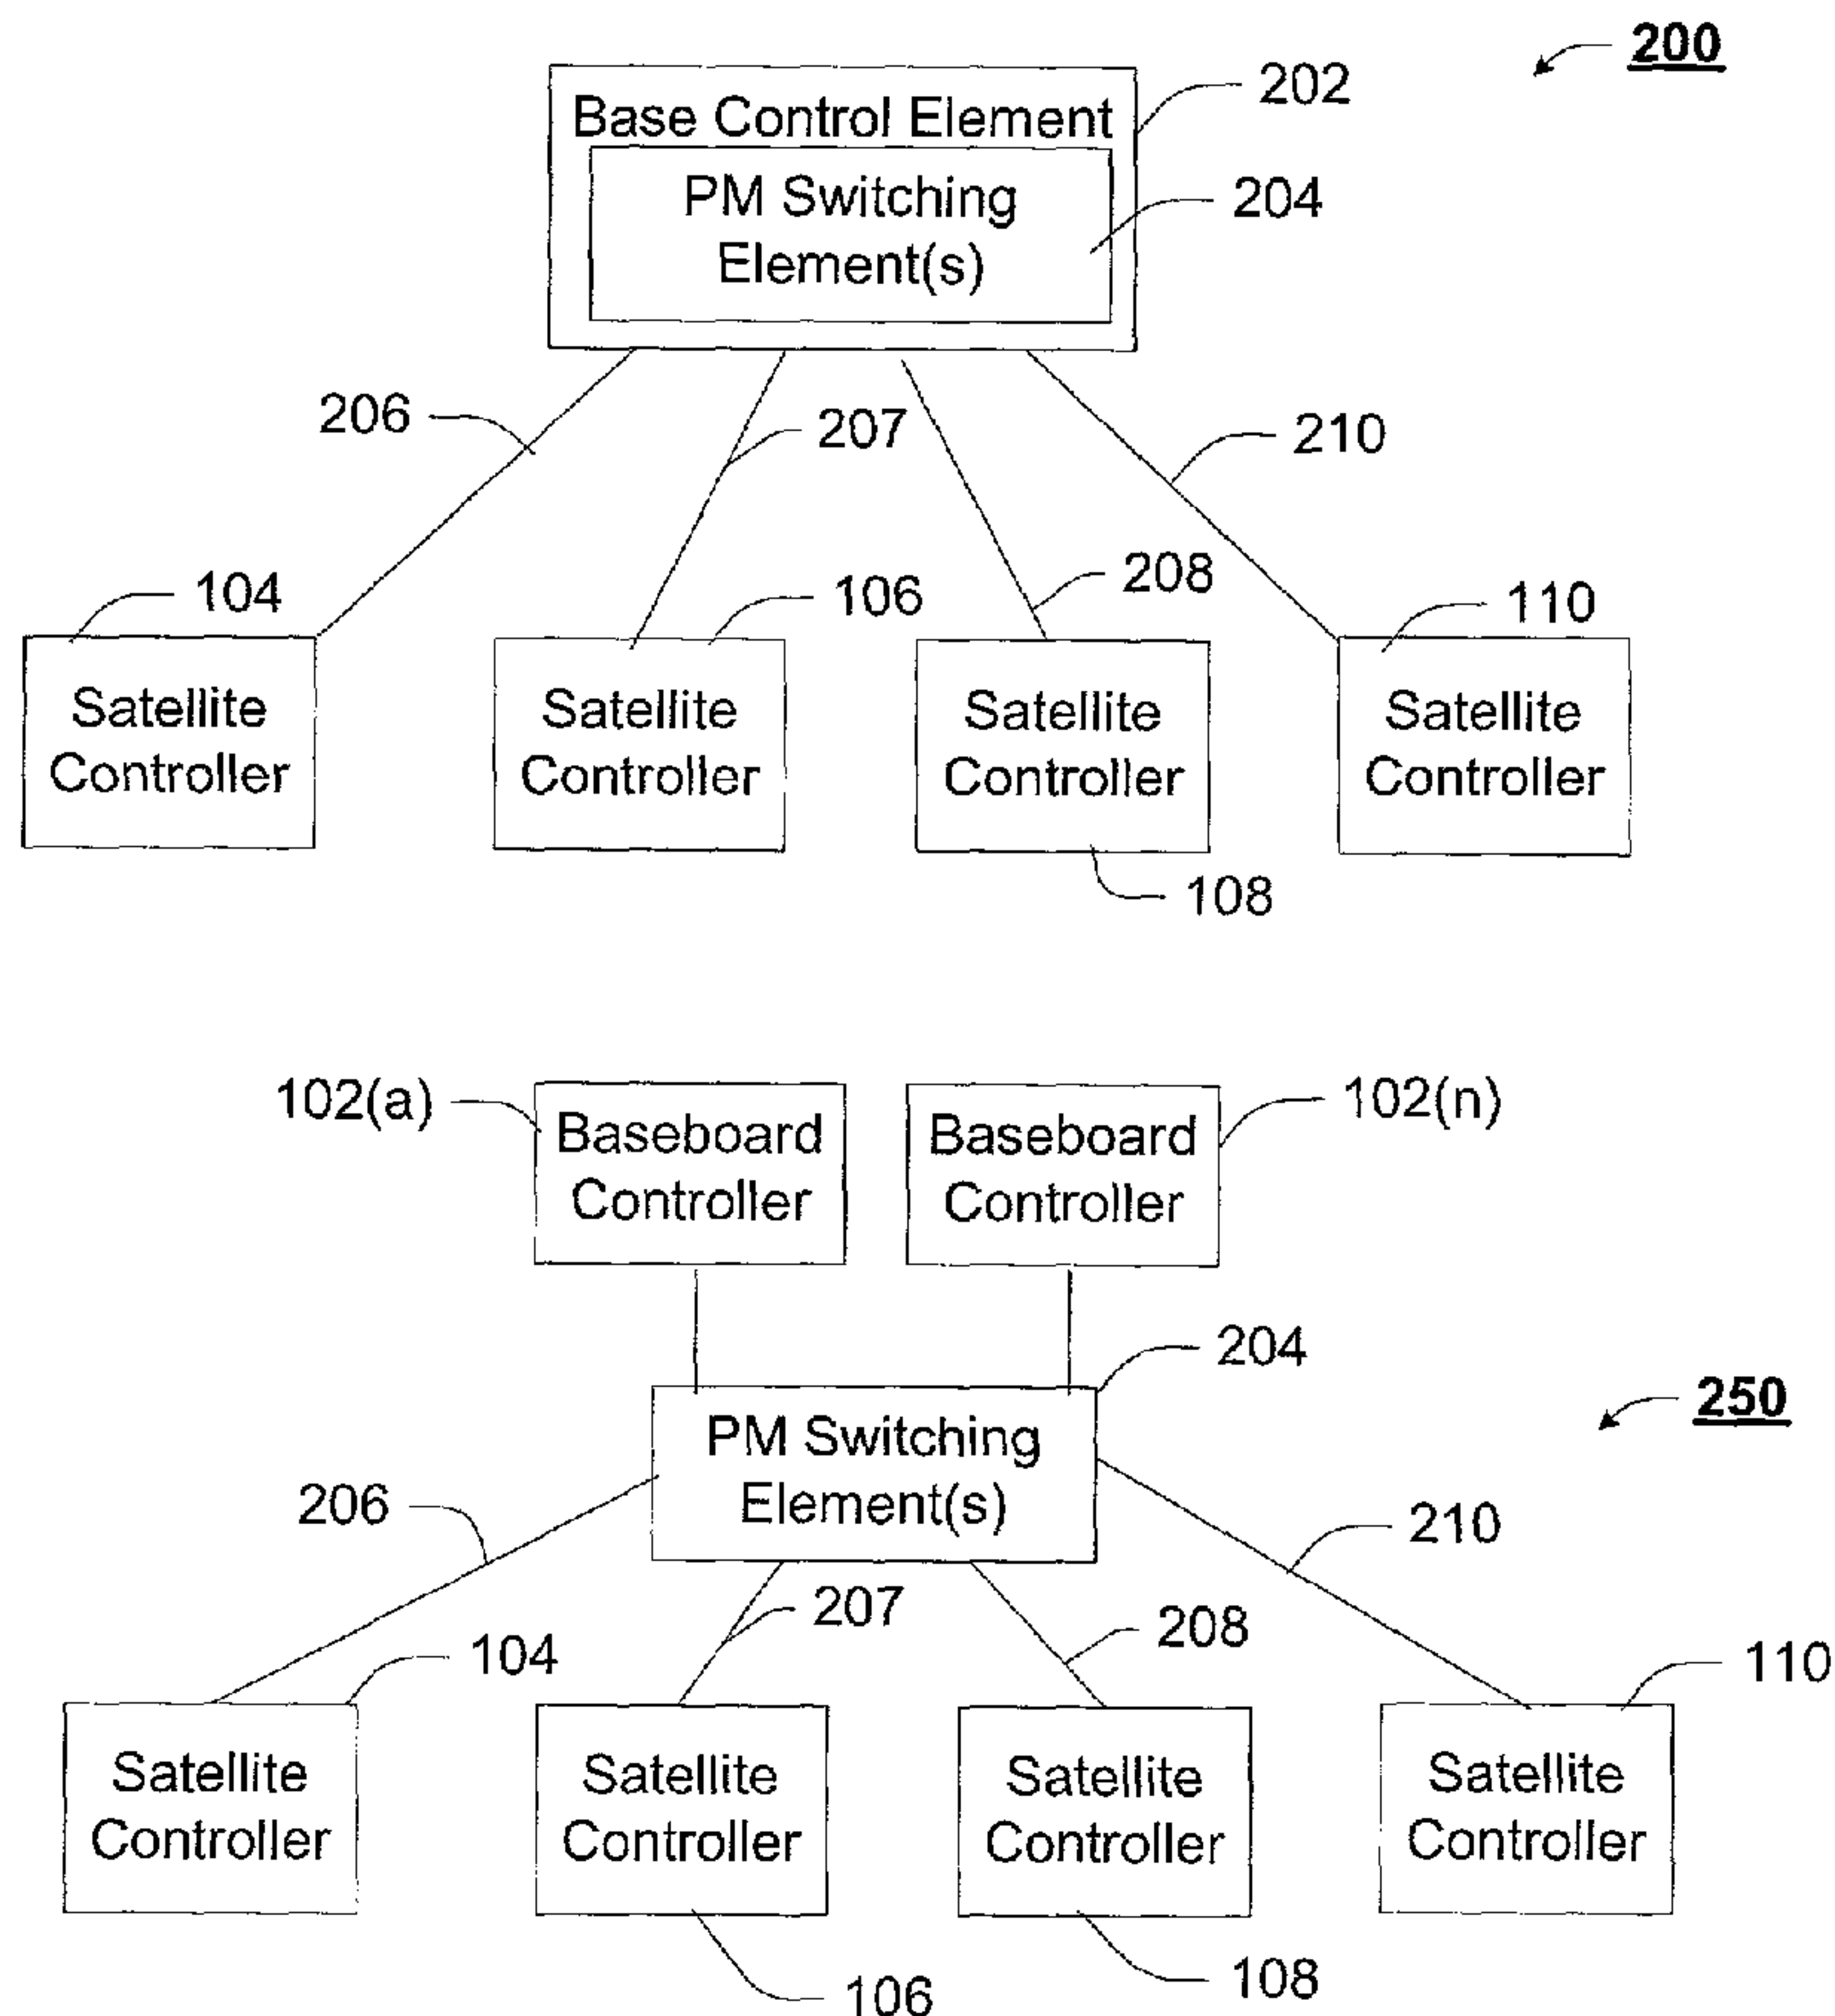 200
202
Base Control Element
PM Switching
Element(s)
204
206
207
210
208
104
106
110
Satellite
Controller
Satellite
Controller
Satellite
Controller
Satellite
Controller
108
102(a)
Baseboard
Controller
Baseboard
Controller
102(n)
204
250
PM Switching
Element(s)
206
210
207
208
104
110
Satellite
Controller
Satellite
Controller
Satellite
Controller
Satellite
Controller
106
108